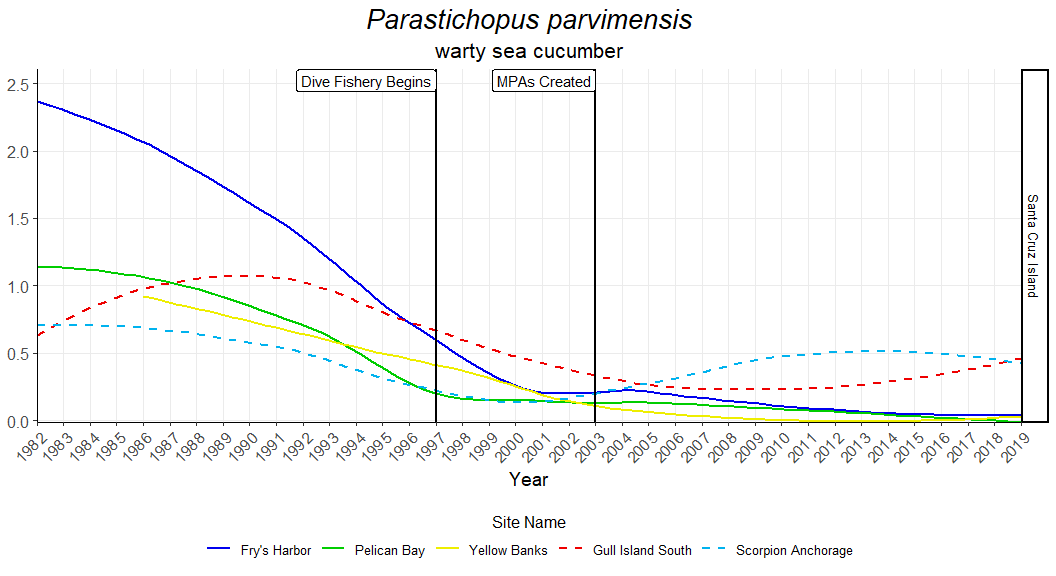 Parastichopus parvimensis
warty sea cucumber
Dive Fishery Begins
MPAs Created
2.5
2.0
1.5
1.0
0.5
0.0
Santa Cruz Island
1982 1983 1984 1985 1986 1987 1988 1989 1990 1991 1992 1993 1994 1995 1996 1997 1998 1999 2000 2001 2002 2003 2004 2005 2006 2007 2008 2009 2010 2011 2012 2013 2014 2015 2016 2017 2018 2019
Year
Site Name
Fry's Harbor Pelican Bay Yellow Banks Gull Island South Scorpion Anchorage